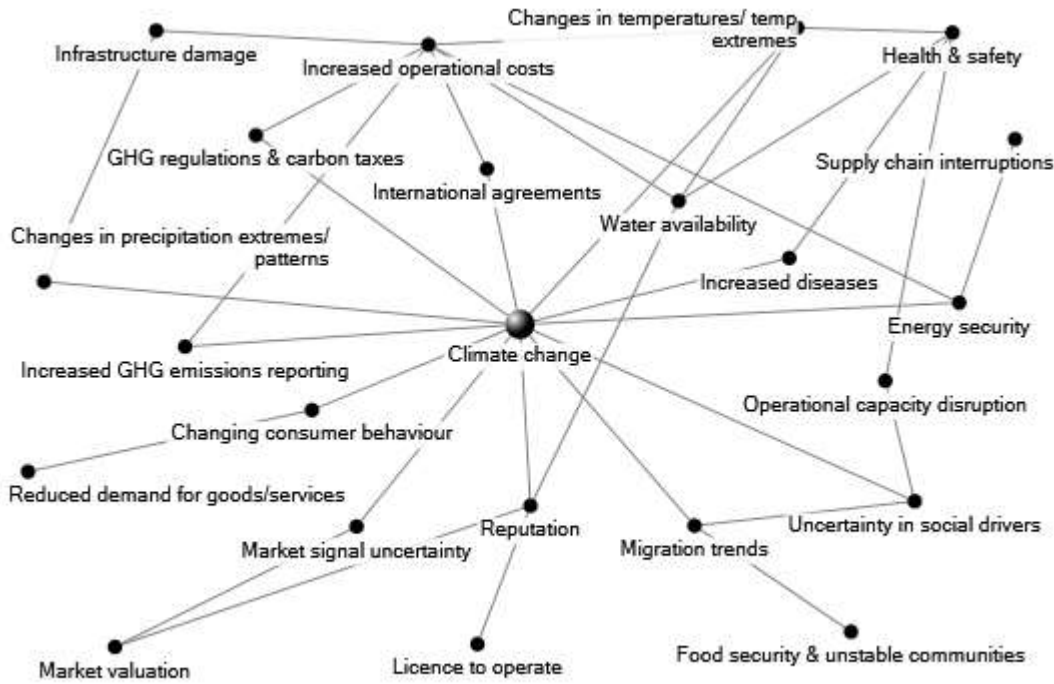 Changes in temperatures/ temp
extremes
Infrastructure damage
Increased operational costs
Health & safety
GHG regulations & carbon taxes
Supply chain interruptions
International agreements
Water availability
Changes in precipitation extremes/
patterns
Increased diseases
Energy security
Climate change
Increased GHG emissions reporting
Operational capacity disruption
Changing consumer behaviour
Reduced demand for goods/services
Reputation
Uncertainty in social drivers
Market signal uncertainty
Migration trends
Market valuation
Licence to operate
Food security & unstable communities